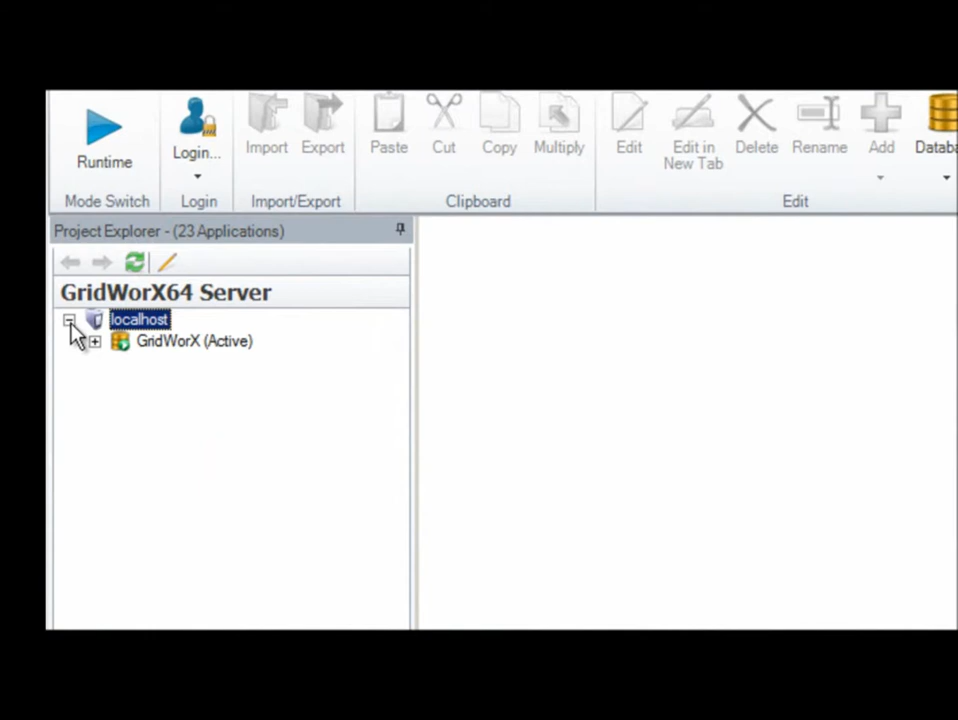 Runtime
Login...
Import
Export
Paste
Cut
Copy
Multiply
Edit
Edit in
New Tab
Delete
Rename
Add
Datab
Mode Switch
Login
Import/Export
Clipboard
Edit
Project Explorer - (23 Applications)
GridWorX64 Server
localhost
GridWorX (Active)